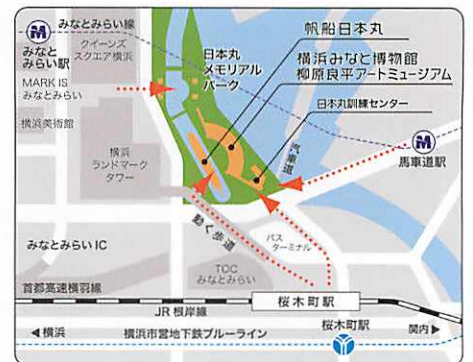 みなとみらい線
M
みなと
みらい駅
クイーンズ
スクエア横浜
MARK IS
みなとみらい
横浜美術館
日本丸
メモリアル
パーク
帆船日本丸
横浜みなと博物館
柳原良平アートミュージアム
日本丸訓練センター
横浜
ランドマーク
タワー
汽車道
M
馬車道駅
動く歩道
みなとみらいIC
バス
ターミナル
TOC
みなとみらい
首都高速横羽線
桜木町駅
JR 根岸線
◀横浜
横浜市営地下鉄ブルーライン
桜木町駅
関内▶